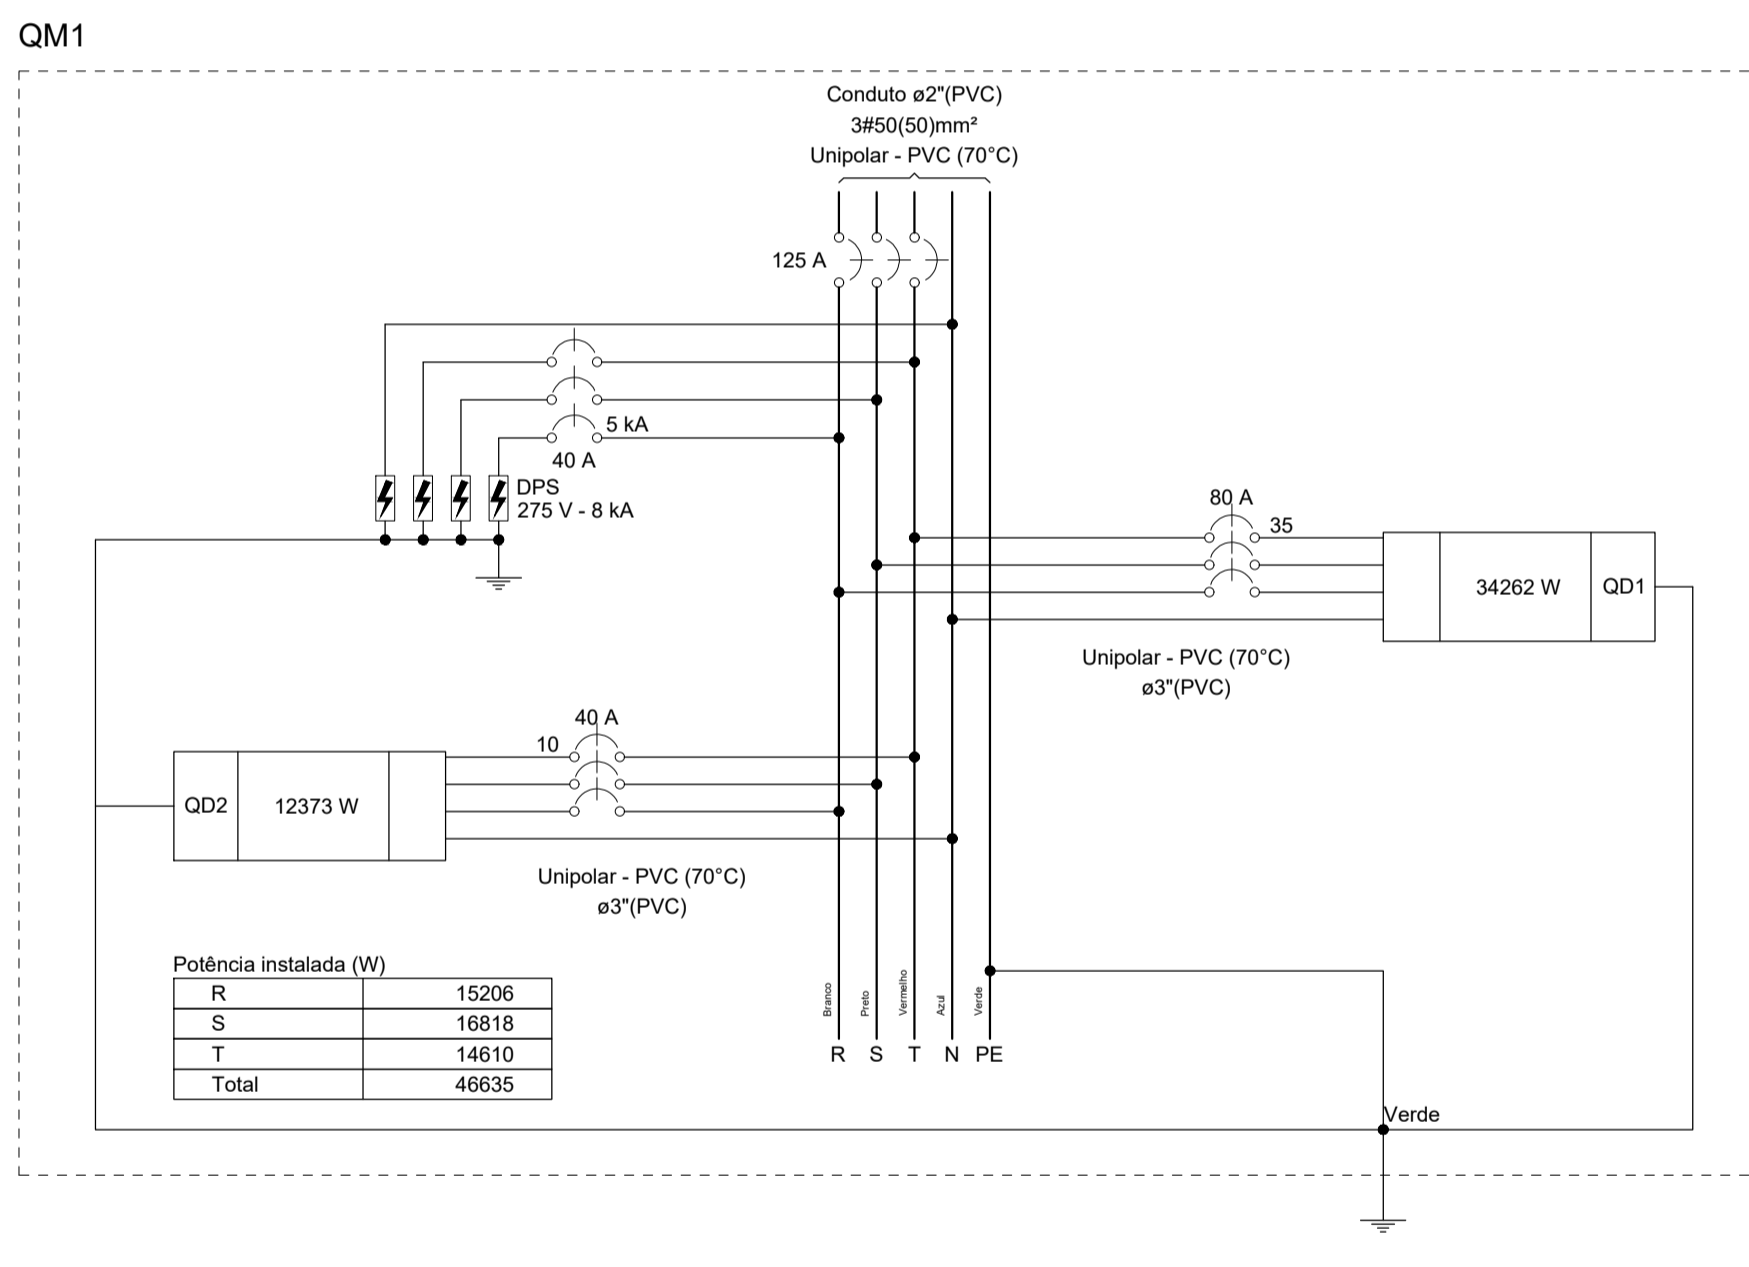 QM1
Conduto ø2"(PVC)
3#50(50)mm²
Unipolar - PVC (70°C)
125 A
5 kA
40 A
DPS
275 V - 8 kA
80 A
35
34262 W
QD1
Unipolar - PVC (70°C)
ø3"(PVC)
40 A
10
QD2
12373 W
Unipolar - PVC (70°C)
ø3"(PVC)
Potência instalada (W)
R 15206
S 16818
T 14610
Total 46635
Branco
Preto
Vermelho
Azul
Verde
R S T N PE
Verde